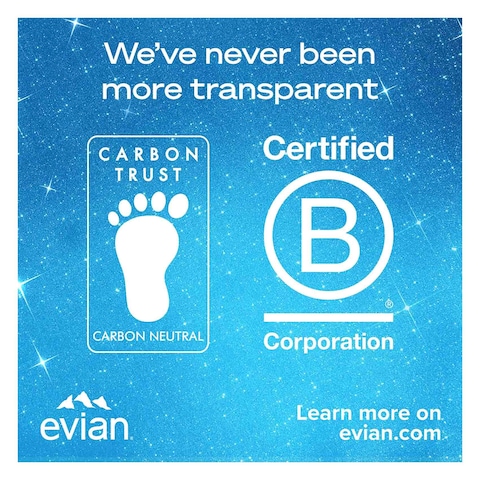 We've never been
more transparent
CARBON
TRUST
CARBON NEUTRAL
Certified
B
®
Corporation
evian
Learn more on
evian.com